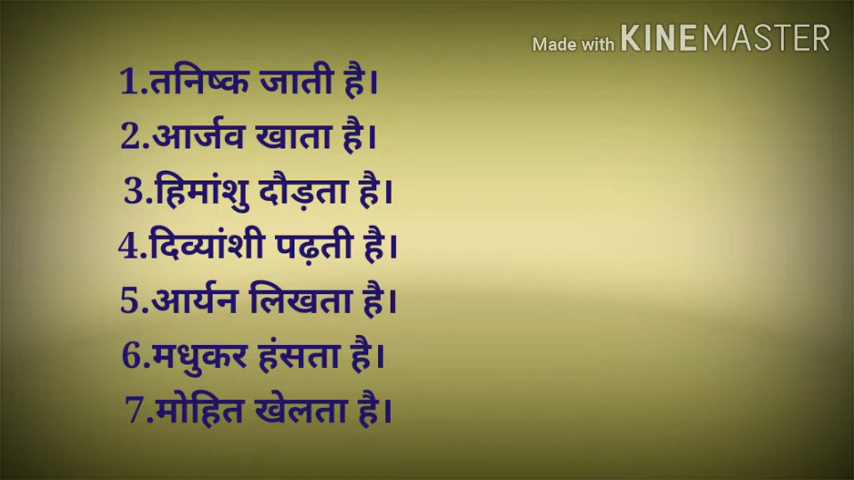 Made with KINEMASTER
1.तनिष्क जाती है।
2.आर्जव खाता है।
3.हिमांशु दौड़ता है।
4.दिव्यांशी पढ़ती है।
5.आर्यन लिखता है।
6.मधुकर हंसता है।
7.मोहित खेलता है।